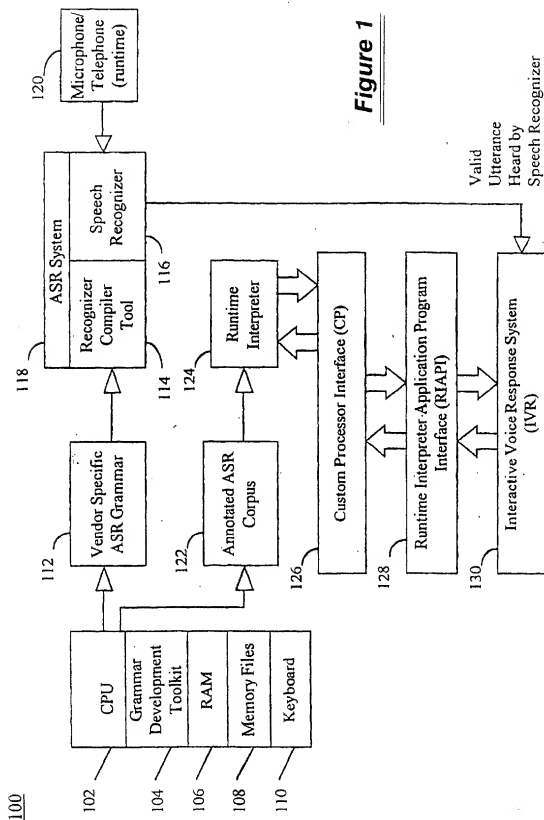 100
CPU
Grammar
Development
Toolkit
RAM
Memory Files
Keyboard
102
104
106
108
110
112
Vendor Specific
ASR Grammar
122
Annotated ASR
Corpus
118
ASR System
Recognizer
Compiler
Tool
Speech
Recognizer
114
116
120
Microphone/
Telephone
(runtime)
124
Runtime
Interpreter
126
Custom Processor Interface (CP)
128
Runtime Interpreter Application Program
Interface (RIAPI)
130
Interactive Voice Response System
(IVR)
Valid
Utterance
Heard by
Speech Recognizer
Figure 1